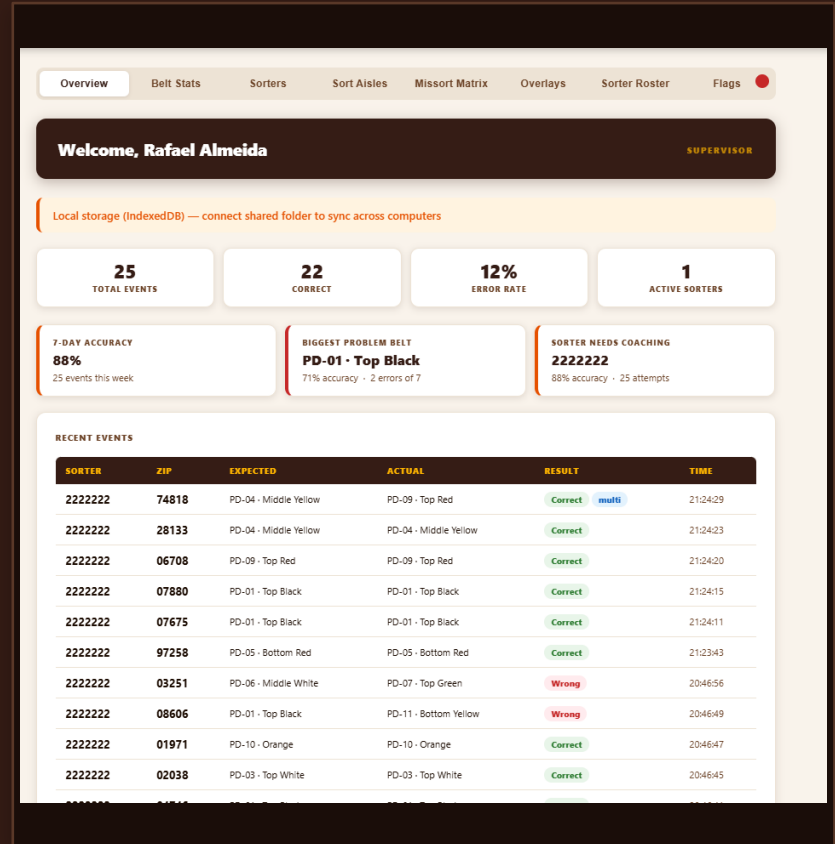 Overview Belt Stats Sorters Sort Aisles Missort Matrix Overlays Sorter Roster Flags
Welcome, Rafael Almeida SUPERVISOR
Local storage (IndexedDB) — connect shared folder to sync across computers
25 22 12% 1
TOTAL EVENTS CORRECT ERROR RATE ACTIVE SORTERS
7-DAY ACCURACY BIGGEST PROBLEM BELT SORTER NEEDS COACHING
88% PD-01 · Top Black 2222222
25 events this week 71% accuracy · 2 errors of 7 88% accuracy · 25 attempts
RECENT EVENTS
SORTER ZIP EXPECTED ACTUAL RESULT TIME
2222222 74818 PD-04 · Middle Yellow PD-09 · Top Red Correct multi 21:24:29
2222222 28133 PD-04 · Middle Yellow PD-04 · Middle Yellow Correct 21:24:23
2222222 06708 PD-09 · Top Red PD-09 · Top Red Correct 21:24:20
2222222 07880 PD-01 · Top Black PD-01 · Top Black Correct 21:24:15
2222222 07675 PD-01 · Top Black PD-01 · Top Black Correct 21:24:11
2222222 97258 PD-05 · Bottom Red PD-05 · Bottom Red Correct 21:23:43
2222222 03251 PD-06 · Middle White PD-07 · Top Green Wrong 20:46:56
2222222 08606 PD-01 · Top Black PD-11 · Bottom Yellow Wrong 20:46:49
2222222 01971 PD-10 · Orange PD-10 · Orange Correct 20:46:47
2222222 02038 PD-03 · Top White PD-03 · Top White Correct 20:46:45